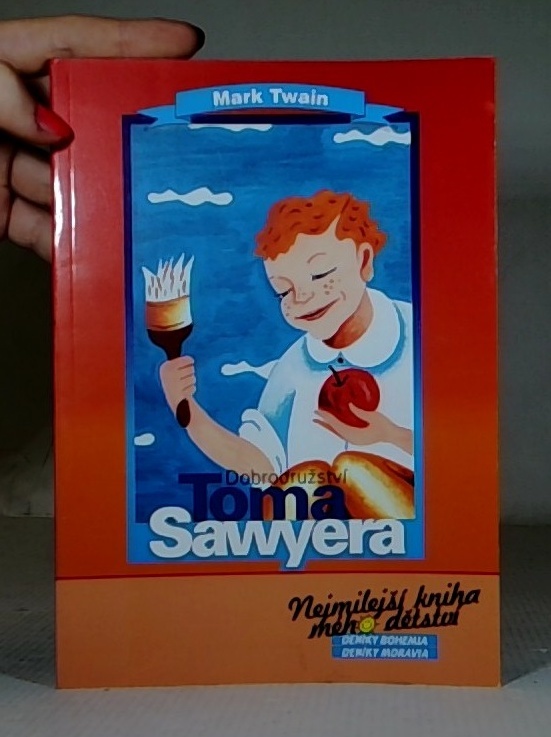 Mark Twain
Dobrodružství
Toma
Sawyera
Nejmilejší kniha
mého dětství
DENÍKY BOHEMIA
DENÍKY MORAVIA